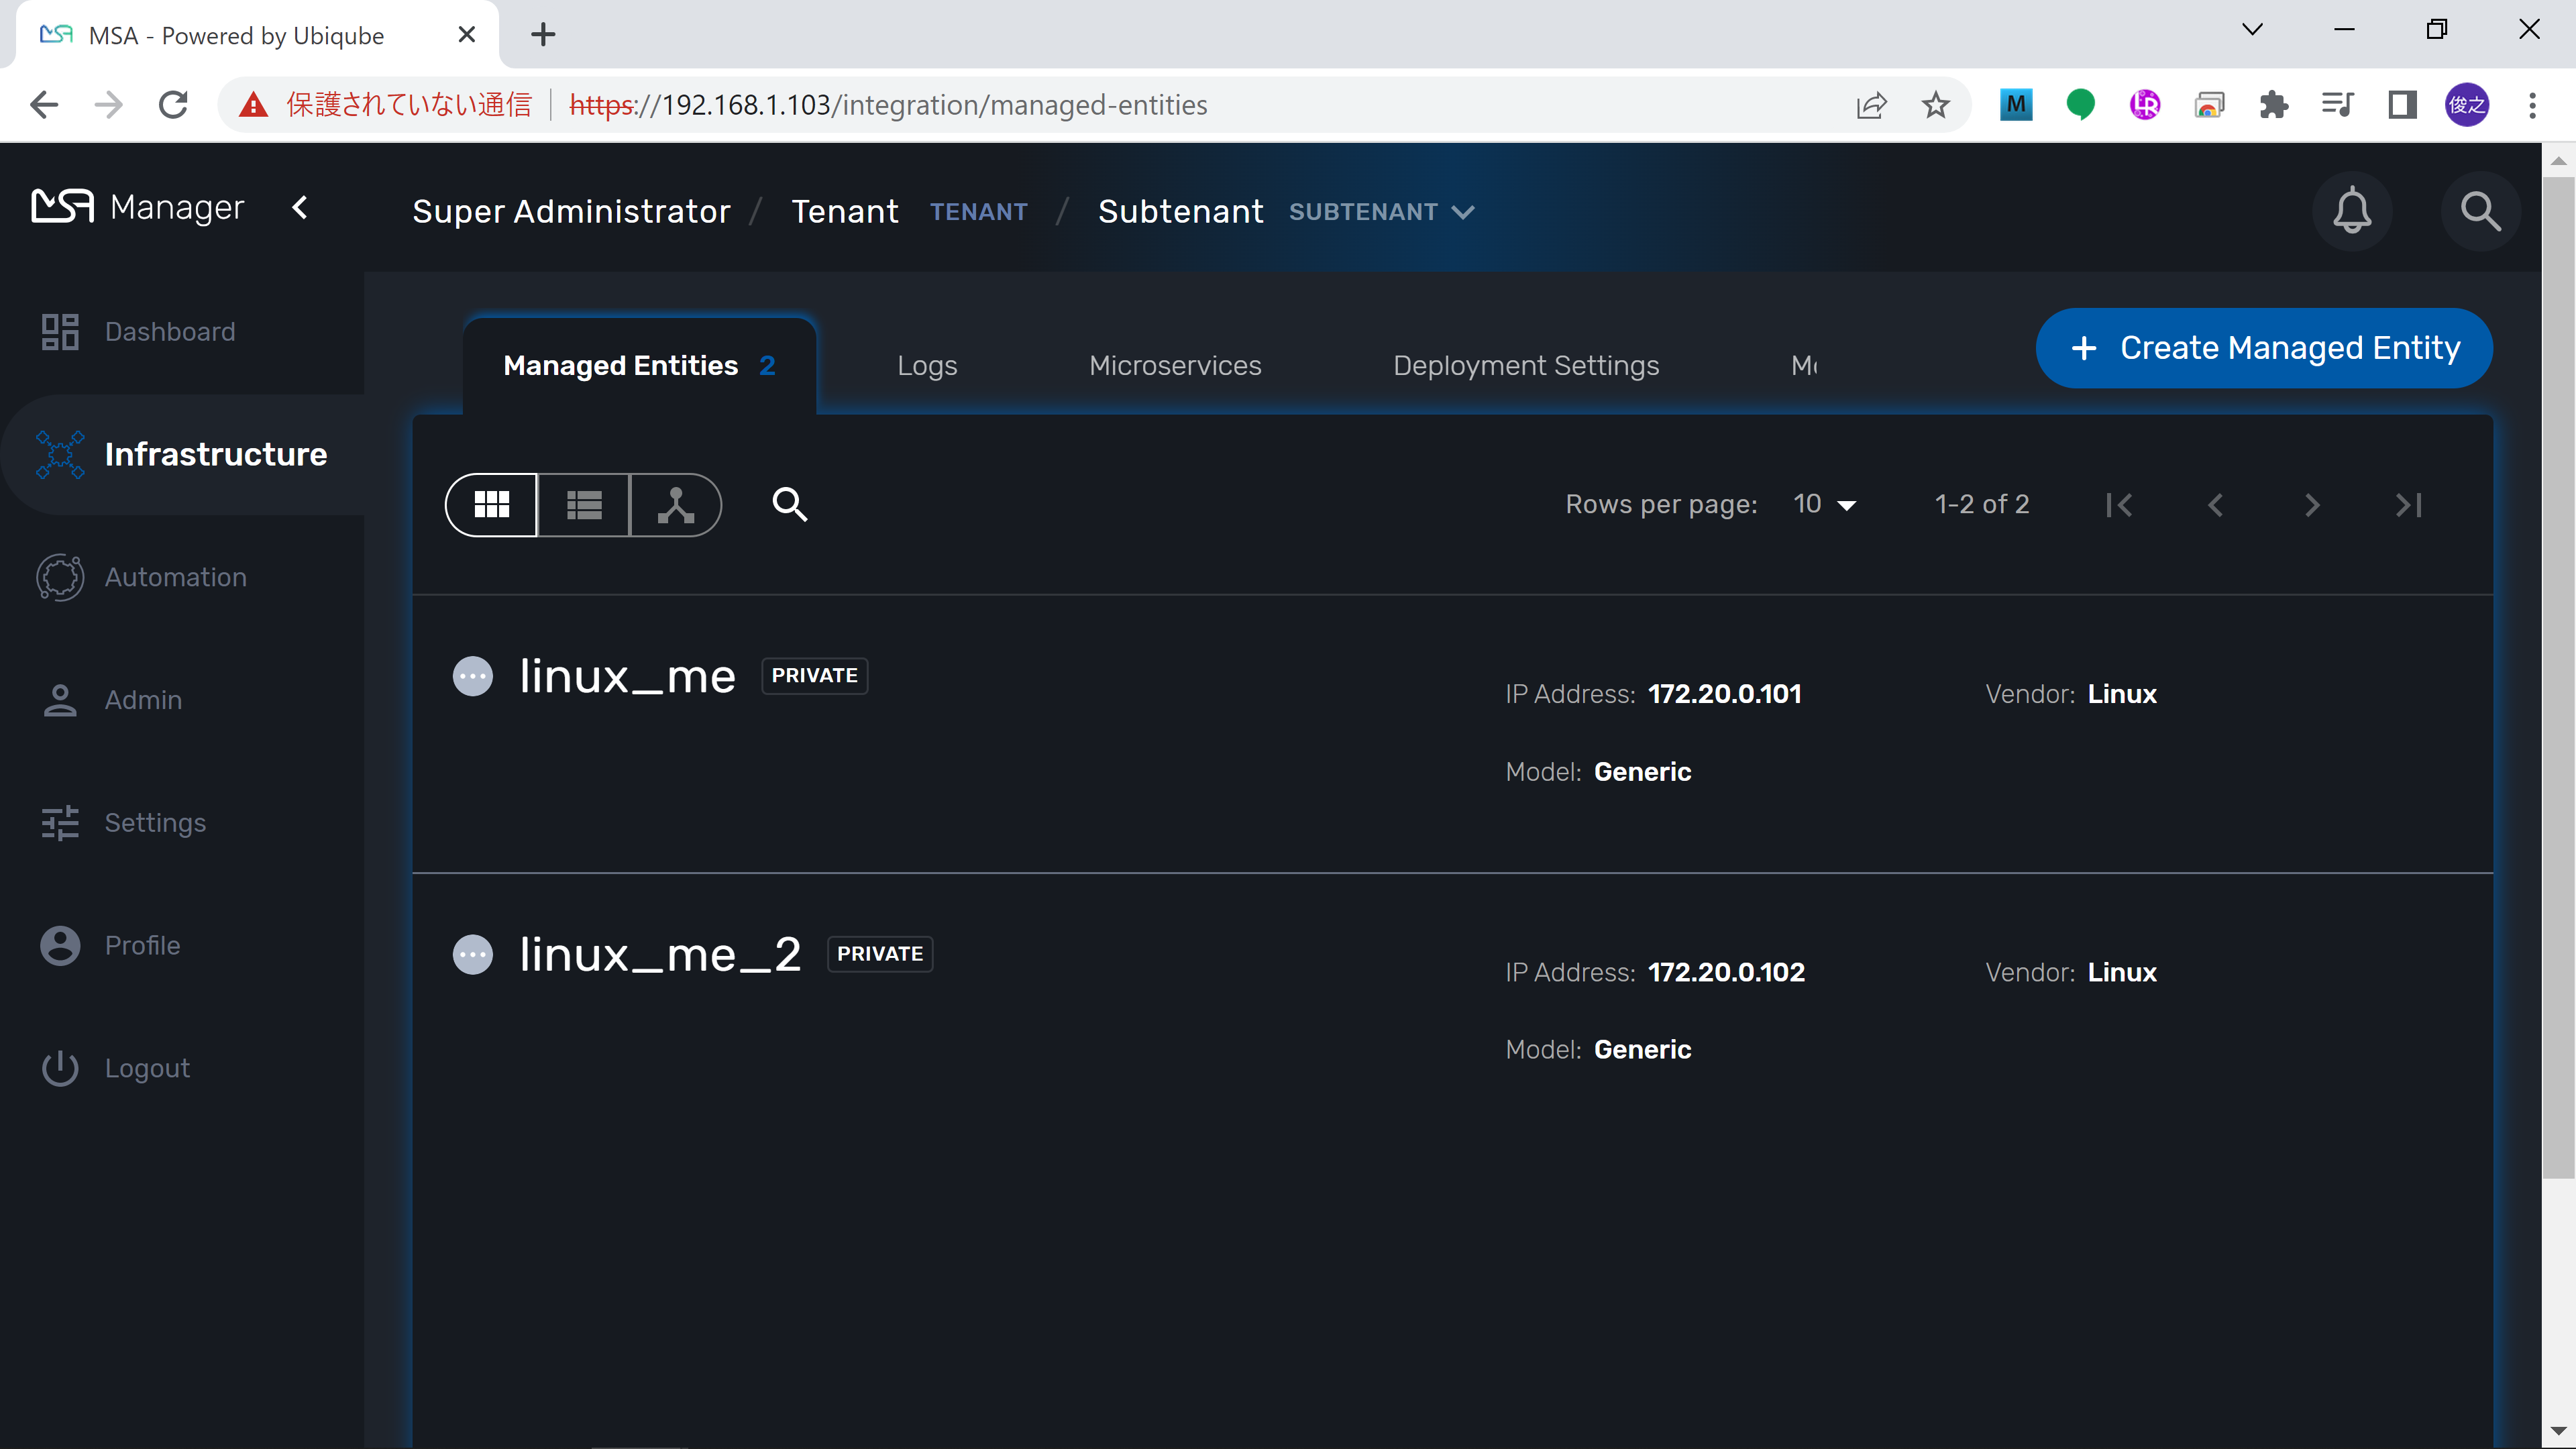 MSA - Powered by Ubiqube
保護されていない通信 https://192.168.1.103/integration/managed-entities
M LR 俊之
MSA Manager
Super Administrator / Tenant TENANT / Subtenant SUBTENANT
Dashboard
Infrastructure
Automation
Admin
Settings
Profile
Logout
Managed Entities 2 Logs Microservices Deployment Settings
+ Create Managed Entity
Rows per page: 10 1-2 of 2
linux_me PRIVATE
IP Address: 172.20.0.101 Vendor: Linux
Model: Generic
linux_me_2 PRIVATE
IP Address: 172.20.0.102 Vendor: Linux
Model: Generic